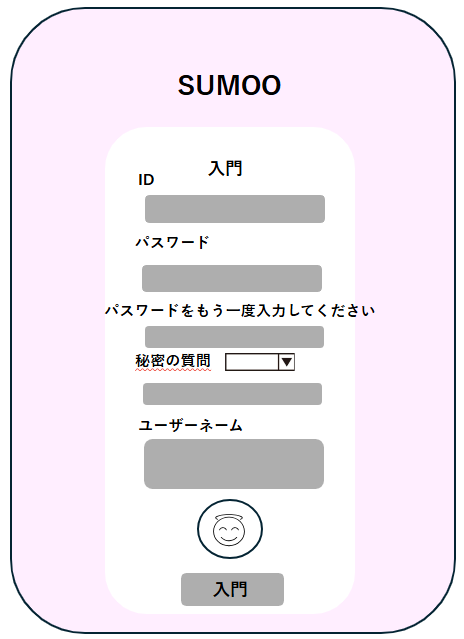 SUMOO
入門
ID
パスワード
パスワードをもう一度入力してください
秘密の質問
ユーザーネーム
入門